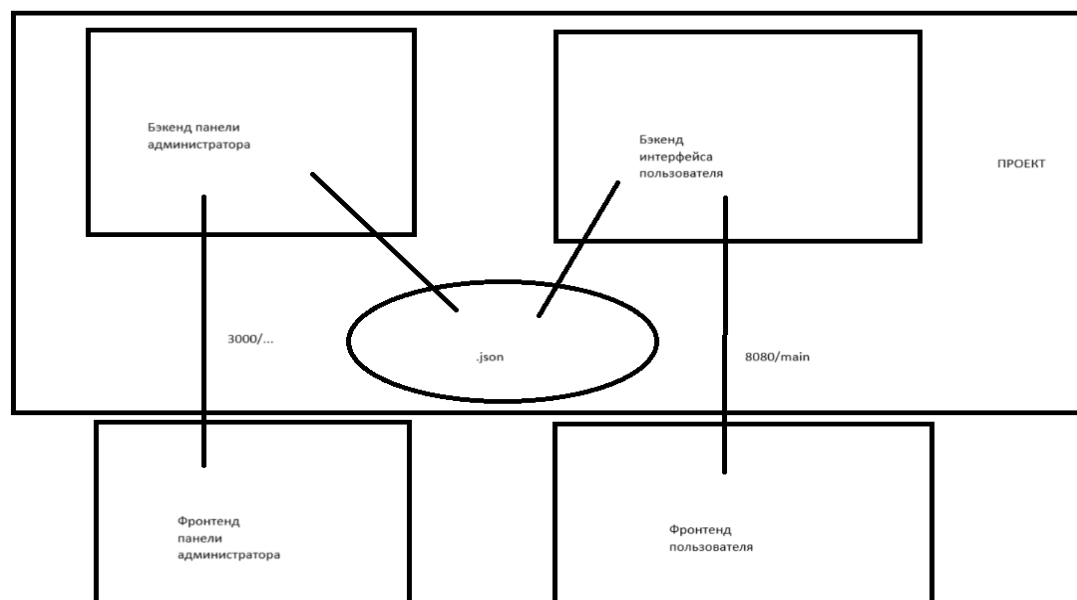 Бэкенд панели
администратора
Бэкенд
интерфейса
пользователя
ПРОЕКТ
3000/...
.json
8080/main
Фронтенд
панели
администратора
Фронтенд
пользователя